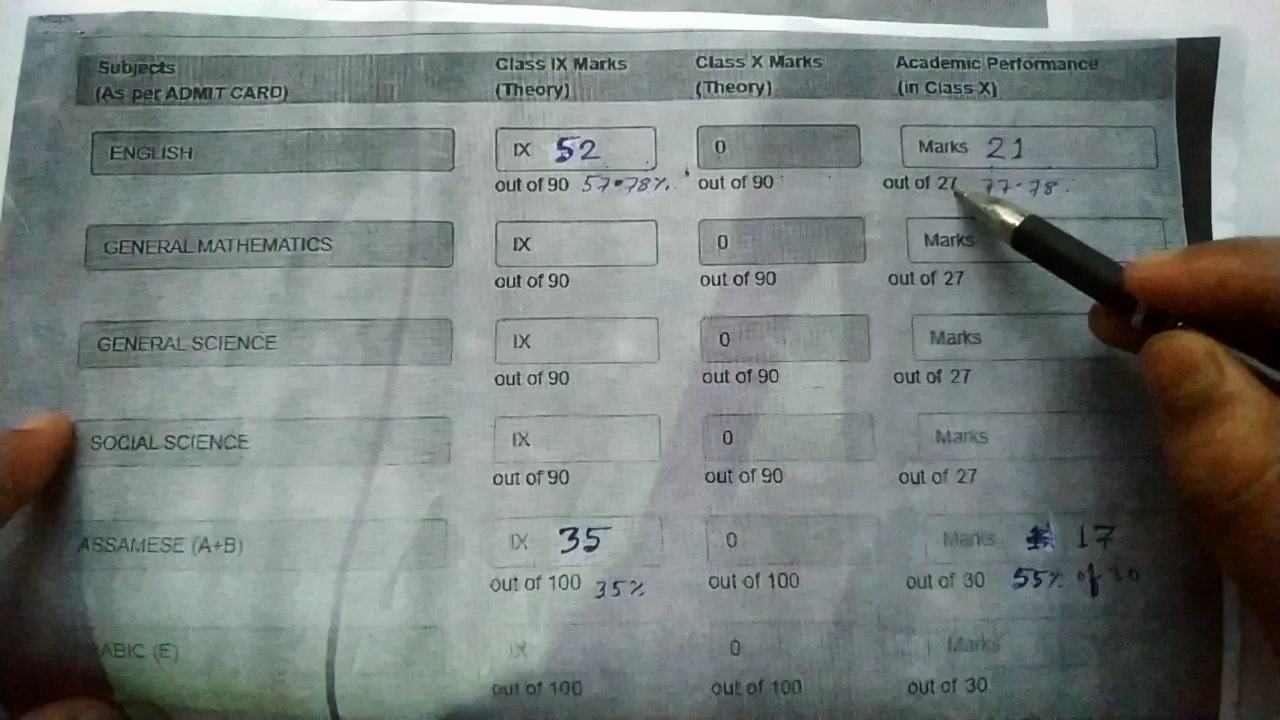 Subjects Class IX Marks Class X Marks Academic Performance
(As per ADMIT CARD) (Theory) (Theory) (in Class X)
ENGLISH IX 52 0 Marks 21
out of 90 57.78% out of 90 out of 27 77.78
GENERAL MATHEMATICS IX 0 Marks
out of 90 out of 90 out of 27
GENERAL SCIENCE IX 0 Marks
out of 90 out of 90 out of 27
SOCIAL SCIENCE IX 0 Marks
out of 90 out of 90 out of 27
ASSAMESE (A+B) IX 35 0 Marks 17
out of 100 35% out of 100 out of 30 55% of 30
ABIC (E) IX 0 Marks
out of 100 out of 100 out of 30